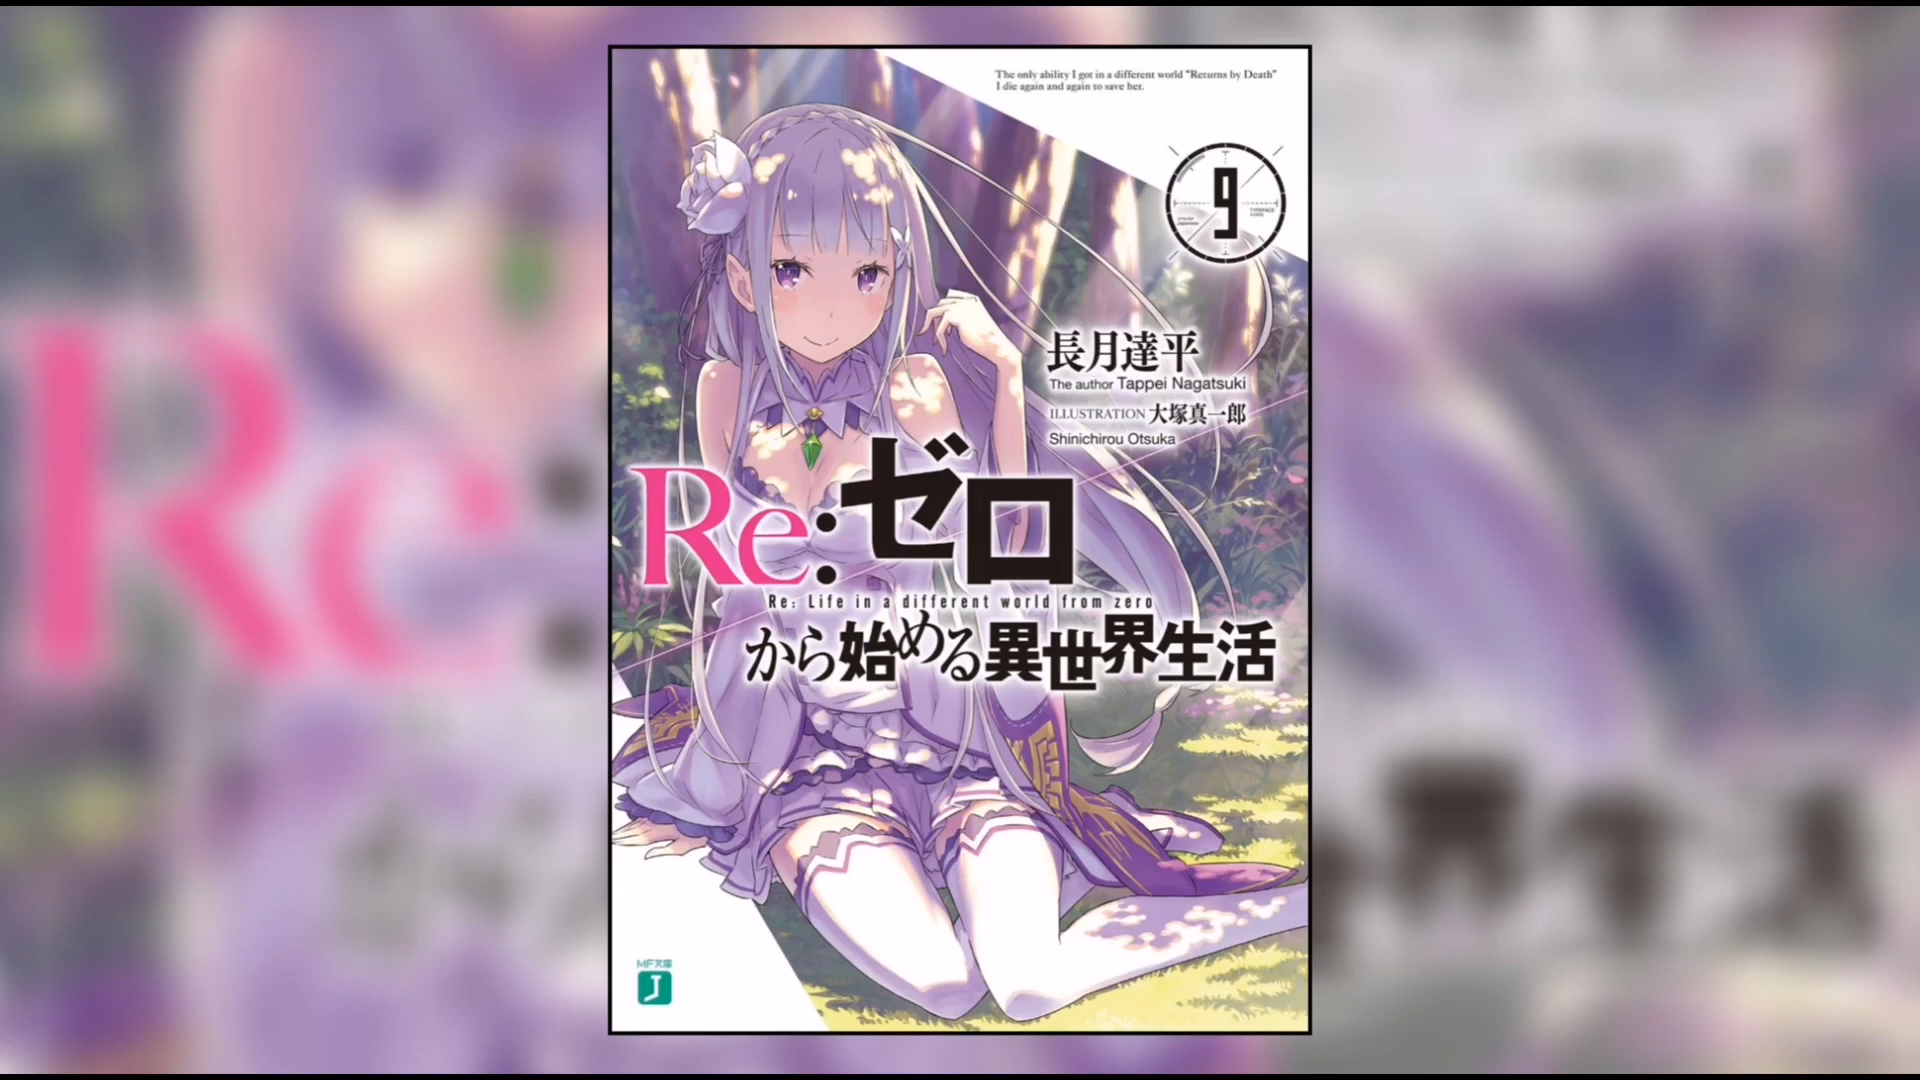 The only ability I got in a different world "Returns by Death"
I die again and again to save her.
9
長月達平
The author Tappei Nagatsuki
ILLUSTRATION 大塚真一郎
Shinichirou Otsuka
Re:ゼロ
Re: Life in a different world from zero
から始める異世界生活
MF文庫
J